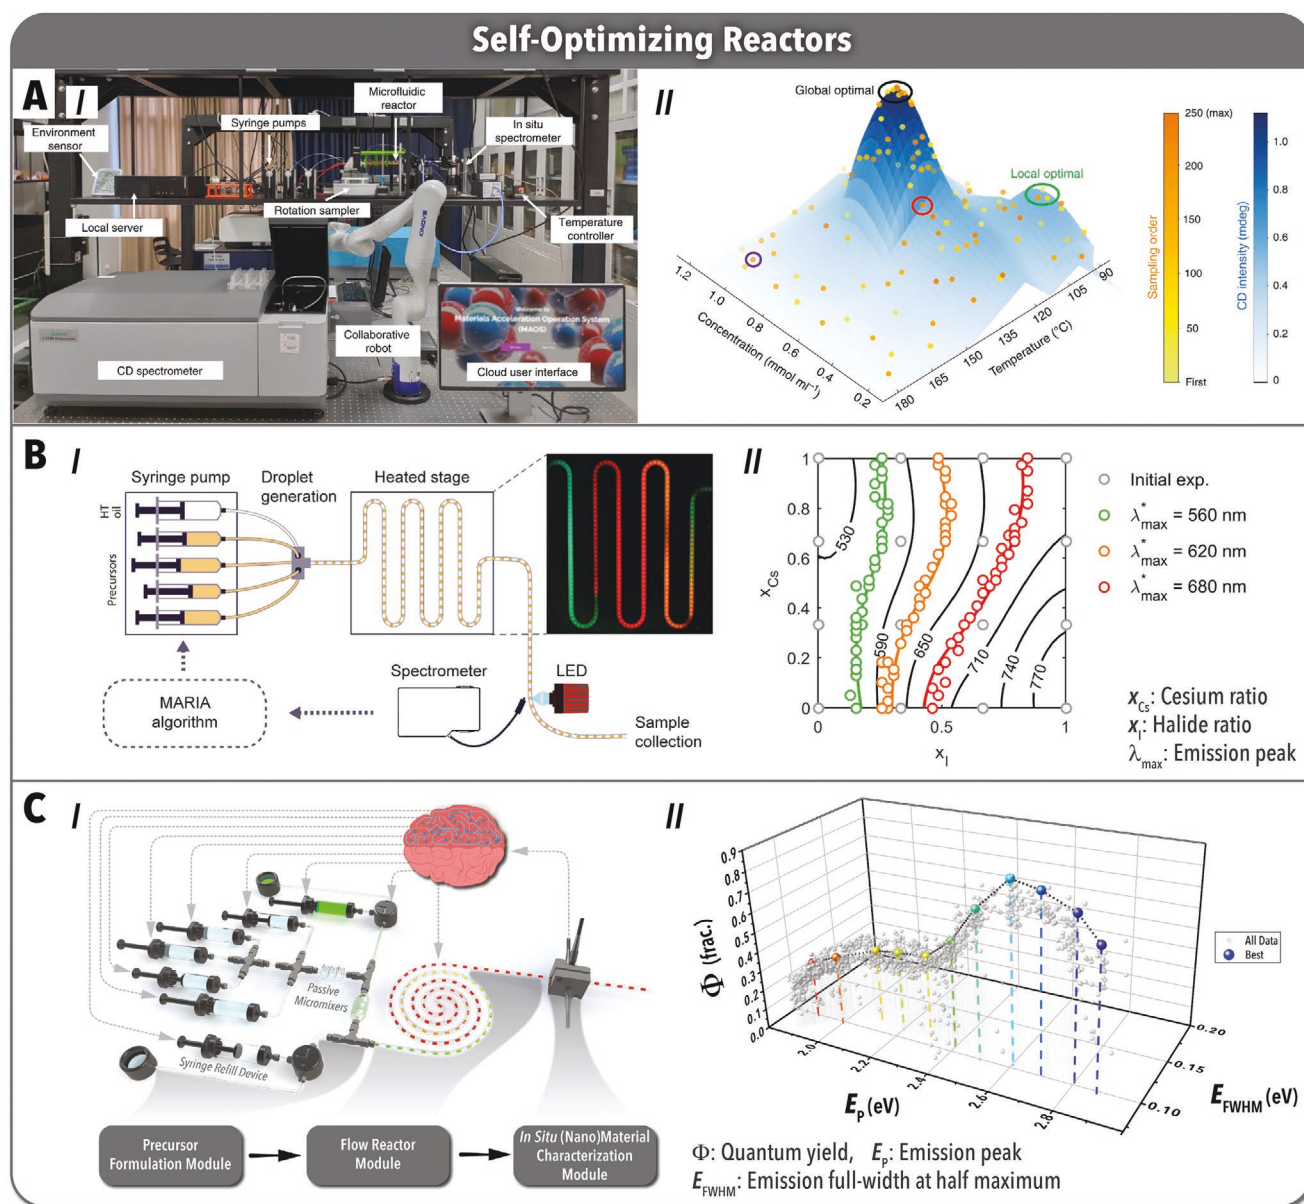 Self-Optimizing Reactors
A
I
Environment
sensor
Syringe pumps
Microfluidic
reactor
In situ
spectrometer
Local server
Rotation sampler
Temperature
controller
KINOVA
Welcome to
Materials Acceleration Operation System
(MAOS)
Collaborative
robot
CD spectrometer
Cloud user interface
II
Global optimal
Local optimal
1.2
1.0
0.8
0.6
0.4
0.2
Concentration (mmol ml⁻¹)
180
165
150
135
120
105
90
Temperature (°C)
Sampling order
250 (max)
200
150
100
50
First
CD intensity (mdeg)
1.0
0.8
0.6
0.4
0.2
0
B
I
Syringe pump
Droplet
generation
Heated stage
HT
oil
Precursors
MARIA
algorithm
Spectrometer
LED
Sample
collection
II
1
0.8
0.6
0.4
0.2
0
x_Cs
530
590
650
710
740
770
0
0.5
1
x_I
Initial exp.
λ*max = 560 nm
λ*max = 620 nm
λ*max = 680 nm
x_Cs: Cesium ratio
x_I: Halide ratio
λmax: Emission peak
C
I
Passive
Micromixers
Syringe Refill Device
Precursor
Formulation Module
Flow Reactor
Module
In Situ (Nano)Material
Characterization
Module
II
Φ (frac.)
0.9
0.8
0.7
0.6
0.5
0.4
0.3
0.2
0.1
0.0
2.0
2.2
2.4
2.6
2.8
E_P (eV)
0.20
0.15
0.10
E_FWHM (eV)
All Data
Best
Φ: Quantum yield, E_P: Emission peak
E_FWHM: Emission full-width at half maximum